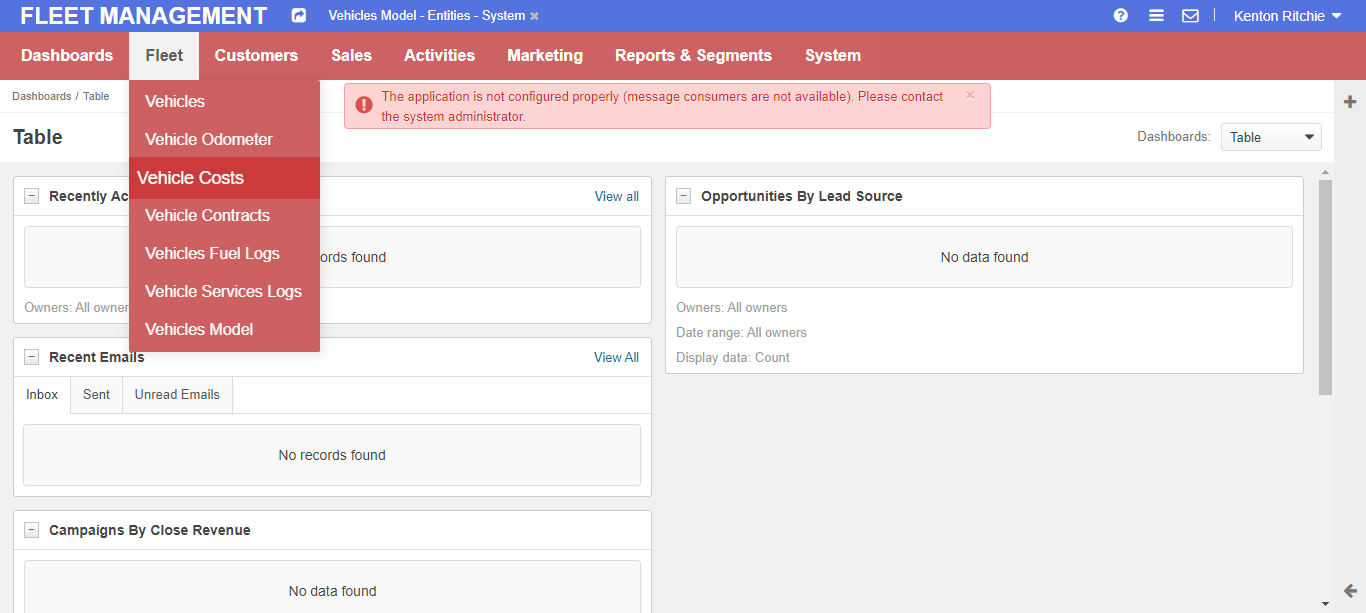 FLEET MANAGEMENT
Vehicles Model - Entities - System
Kenton Ritchie
Dashboards
Fleet
Customers
Sales
Activities
Marketing
Reports & Segments
System
Dashboards / Table
Vehicles
Vehicle Odometer
Vehicle Costs
Vehicle Contracts
Vehicles Fuel Logs
Vehicle Services Logs
Vehicles Model
The application is not configured properly (message consumers are not available). Please contact
the system administrator.
Table
Dashboards:
Table
Recently Ac
View all
ords found
Owners: All owner
Opportunities By Lead Source
No data found
Owners: All owners
Date range: All owners
Display data: Count
Recent Emails
View All
Inbox
Sent
Unread Emails
No records found
Campaigns By Close Revenue
No data found